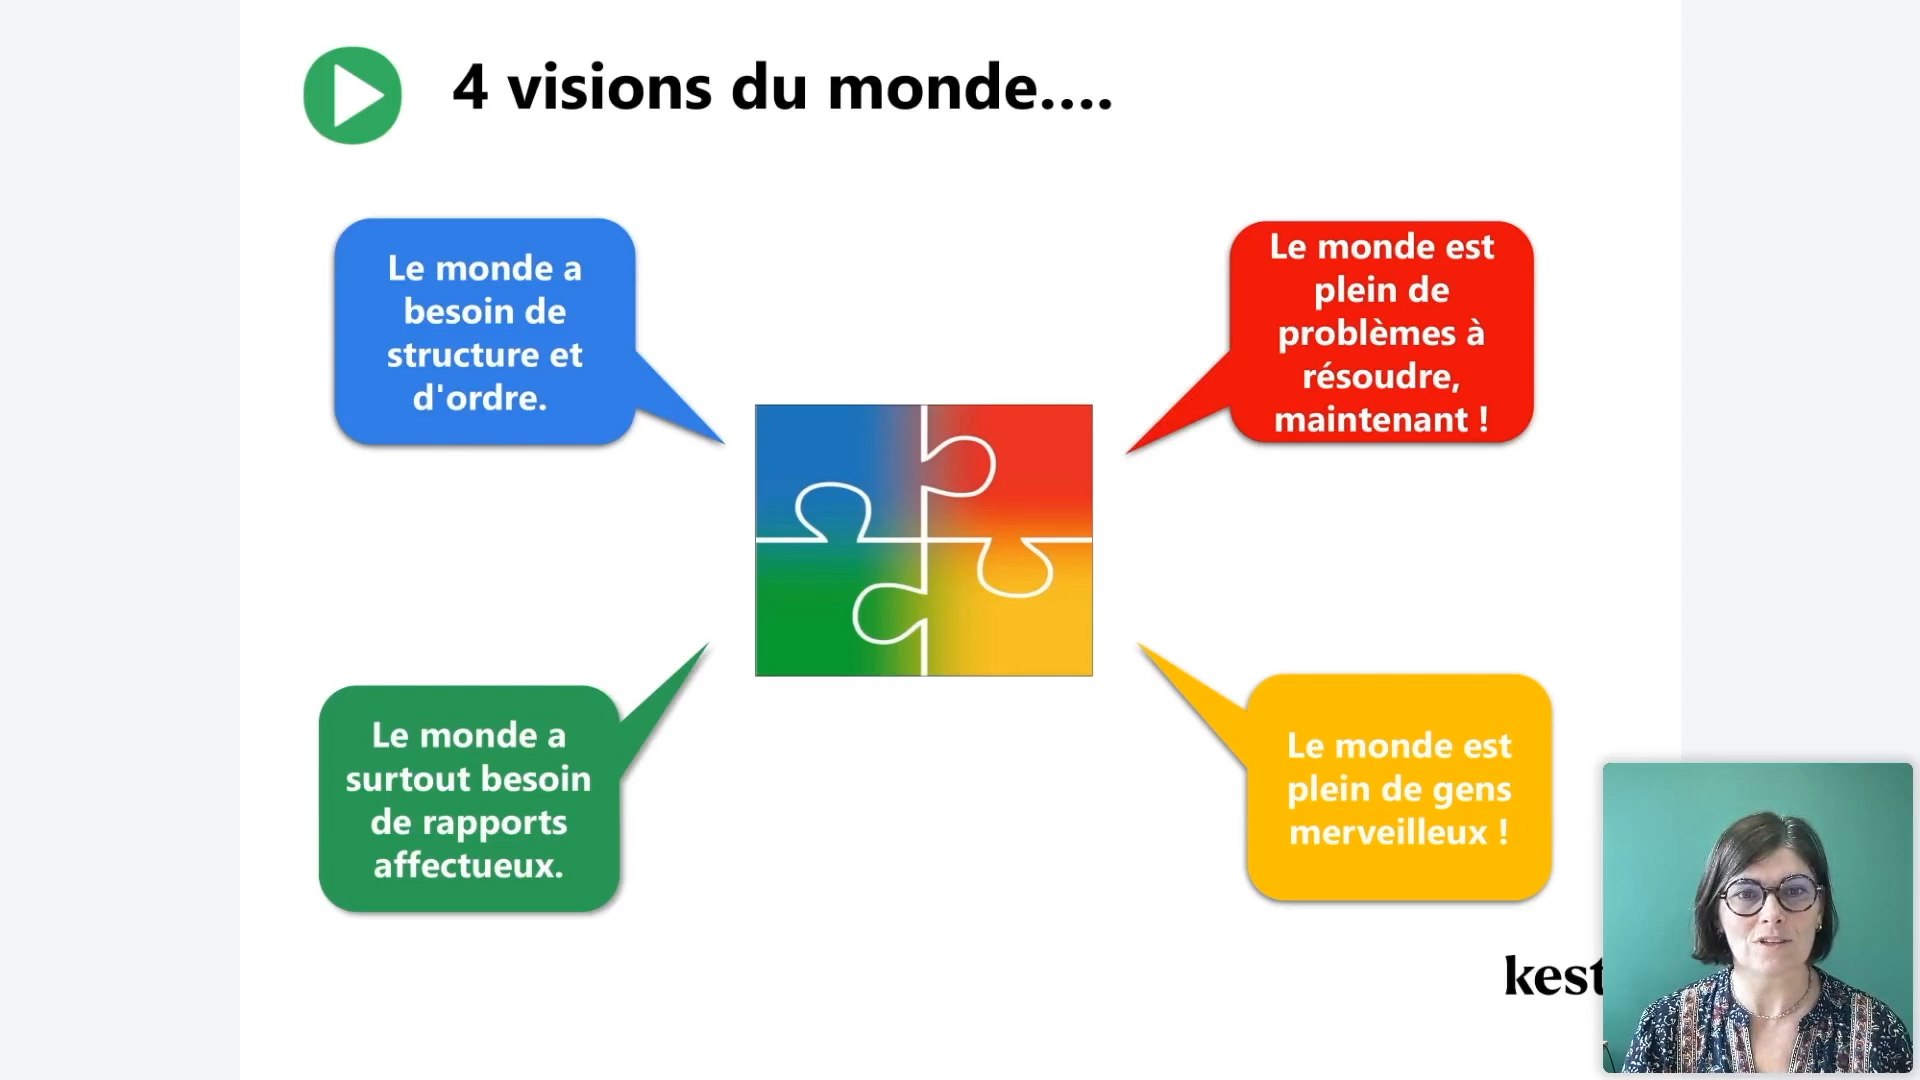 4 visions du monde....
Le monde a
besoin de
structure et
d'ordre.
Le monde est
plein de
problèmes à
résoudre,
maintenant !
Le monde a
surtout besoin
de rapports
affectueux.
Le monde est
plein de gens
merveilleux !